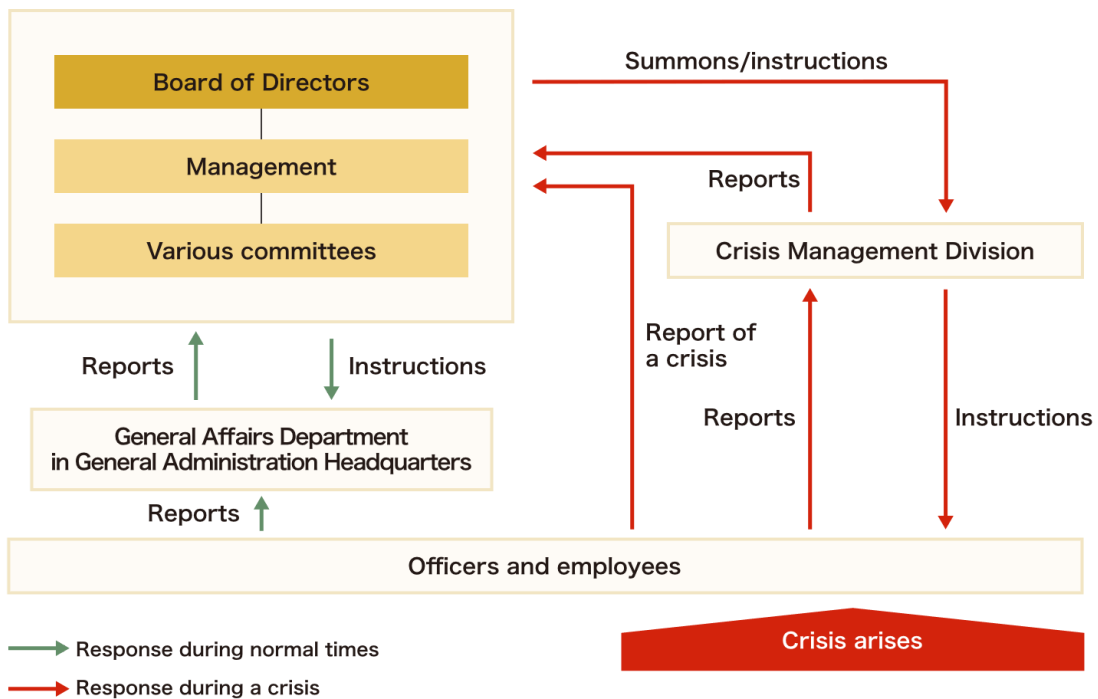 Board of Directors
Management
Various committees
Summons/instructions
Reports
Crisis Management Division
Report of
a crisis
Reports
Instructions
Reports
Instructions
General Affairs Department
in General Administration Headquarters
Reports
Officers and employees
Crisis arises
Response during normal times
Response during a crisis